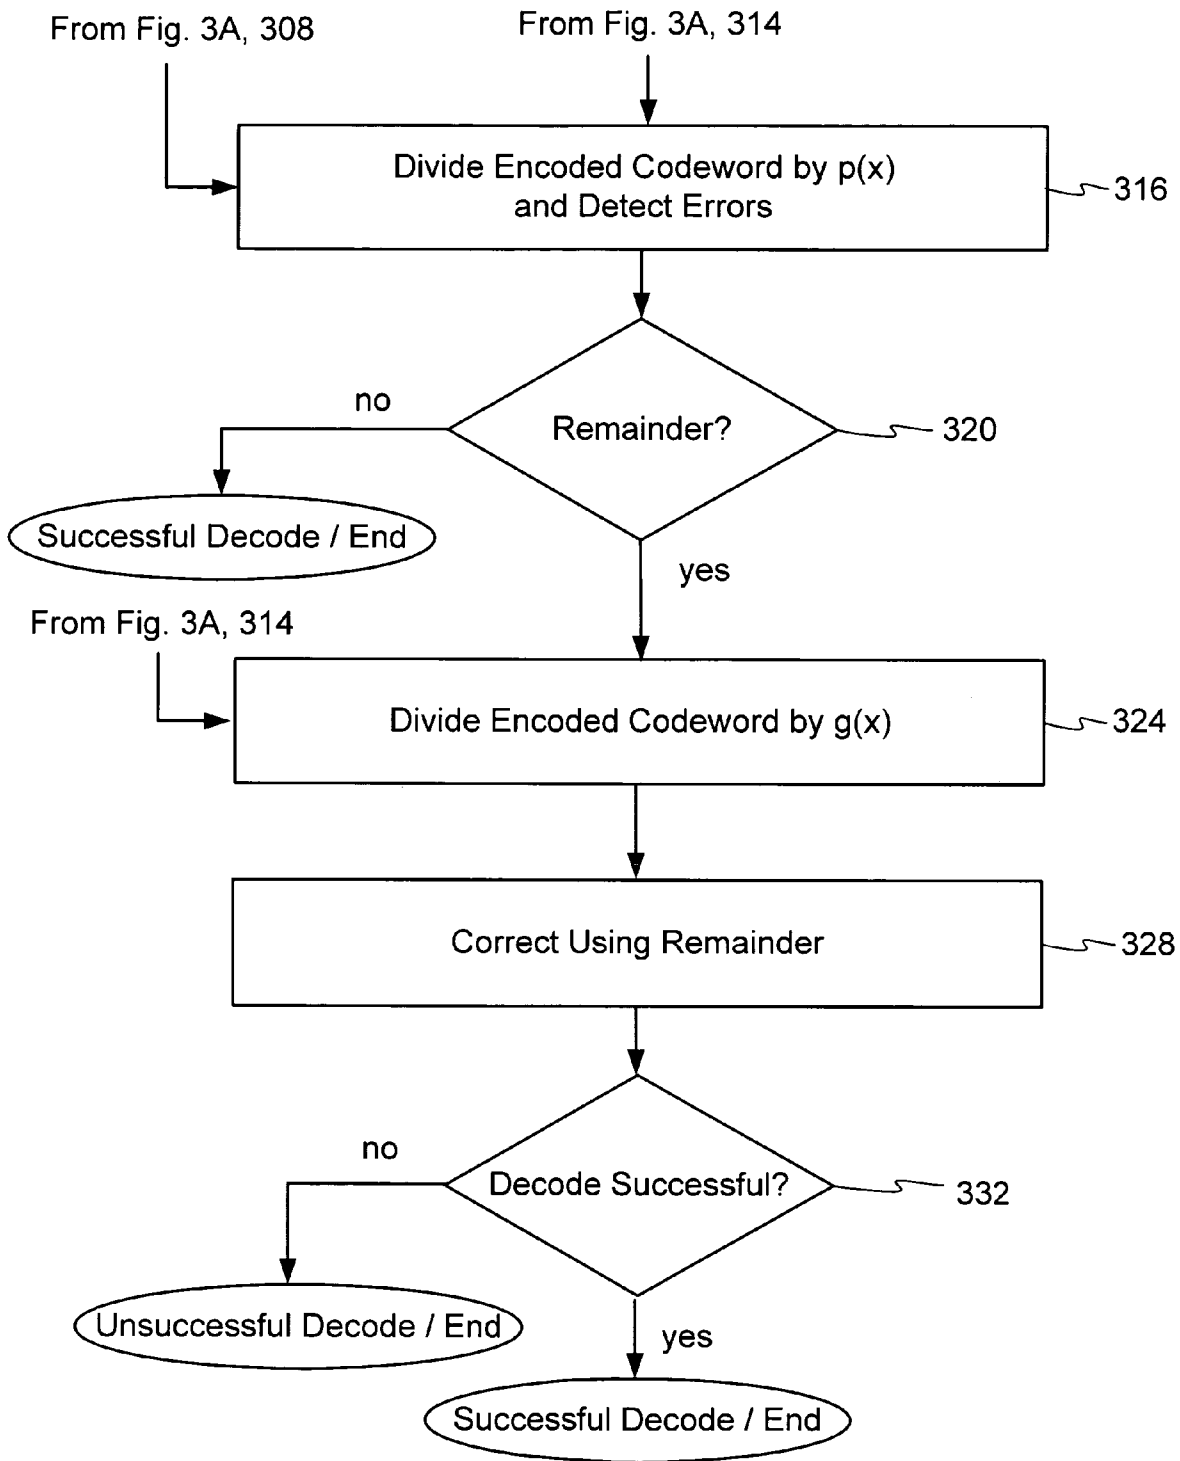 From Fig. 3A, 308
From Fig. 3A, 314
Divide Encoded Codeword by p(x)
and Detect Errors
316
no
Remainder?
320
Successful Decode / End
yes
From Fig. 3A, 314
Divide Encoded Codeword by g(x)
324
Correct Using Remainder
328
no
Decode Successful?
332
Unsuccessful Decode / End
yes
Successful Decode / End